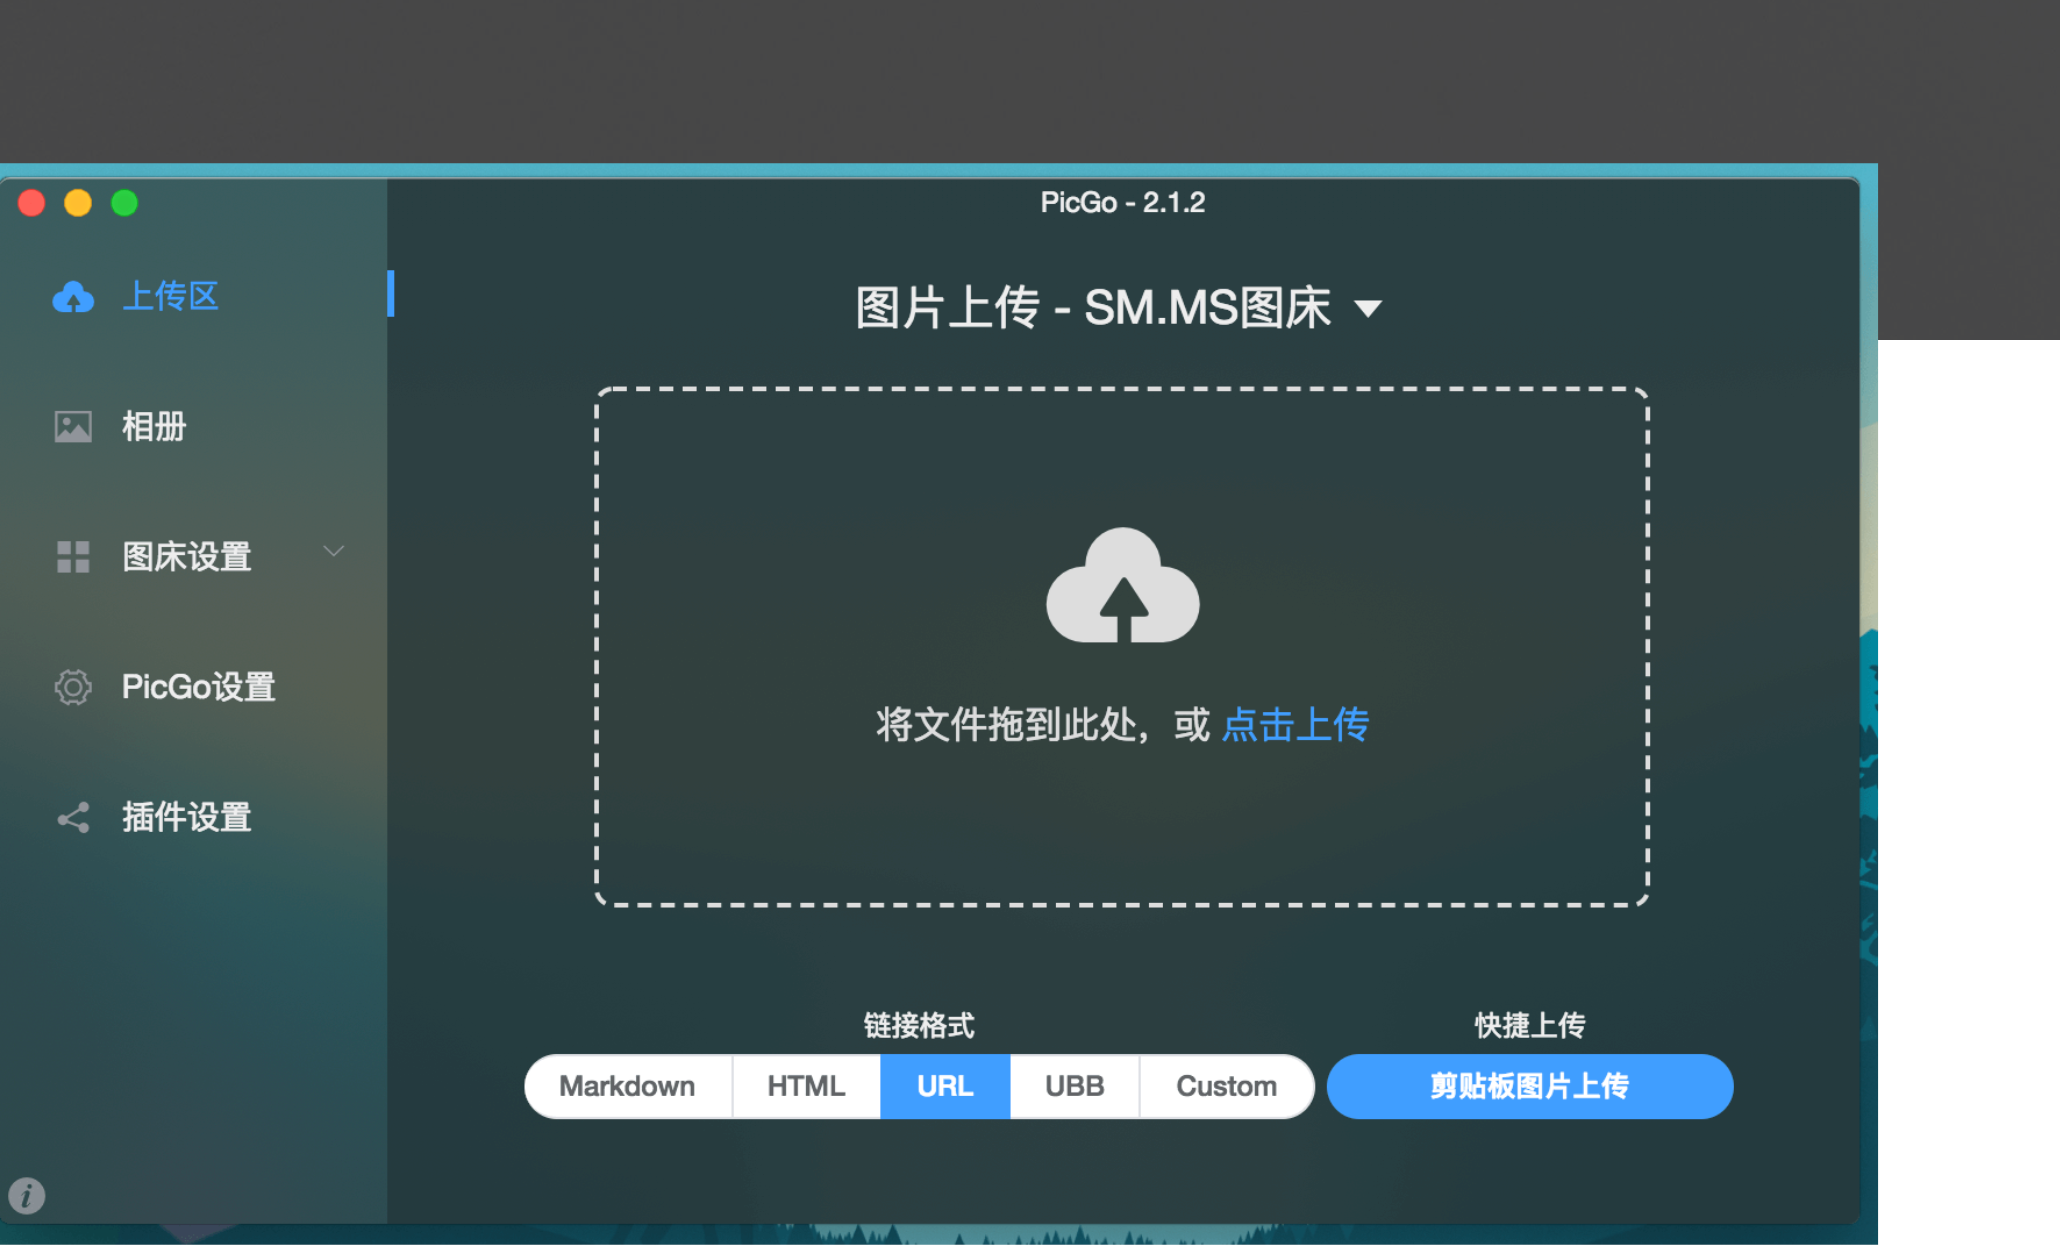 PicGo - 2.1.2
上传区
相册
图床设置
PicGo设置
插件设置
图片上传 - SM.MS图床
将文件拖到此处，或 点击上传
链接格式
Markdown HTML URL UBB Custom
快捷上传
剪贴板图片上传